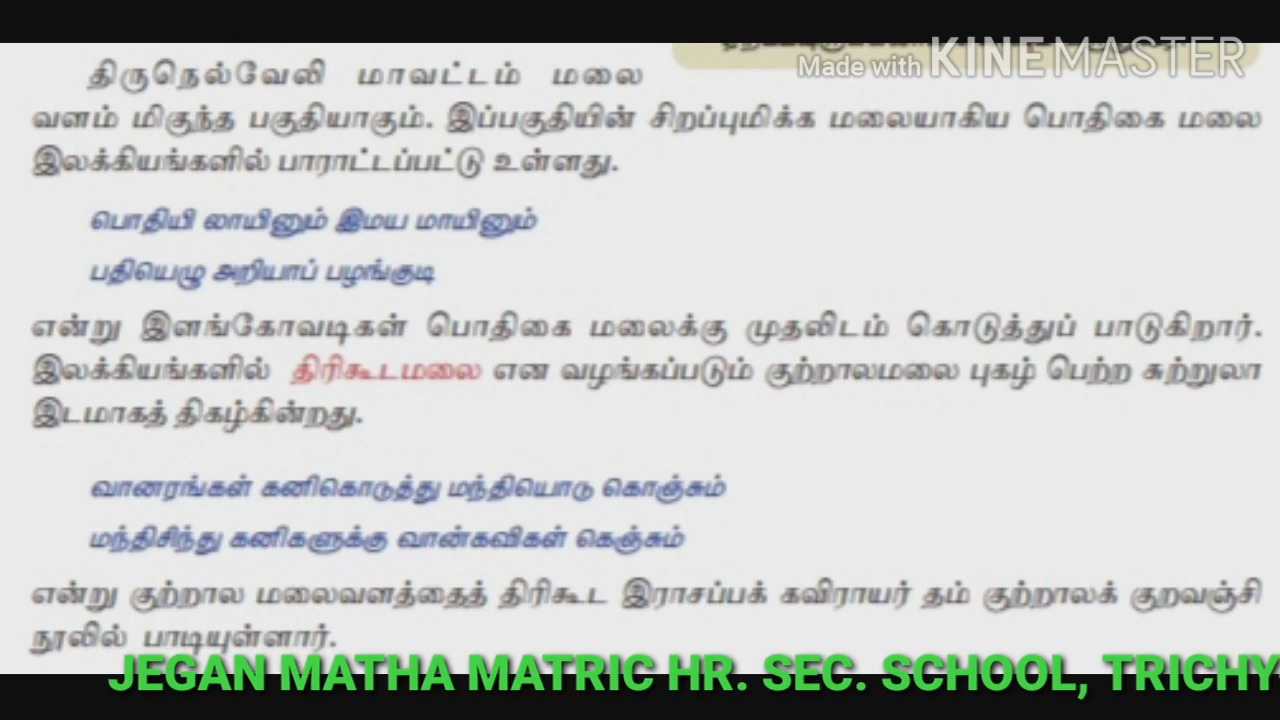 Made with KINEMASTER
திருநெல்வேலி மாவட்டம் மலை
வளம் மிகுந்த பகுதியாகும். இப்பகுதியின் சிறப்புமிக்க மலையாகிய பொதிகை மலை
இலக்கியங்களில் பாராட்டப்பட்டு உள்ளது.
பொதியி லாயினும் இமய மாயினும்
பதியெழு அறியாப் பழங்குடி
என்று இளங்கோவடிகள் பொதிகை மலைக்கு முதலிடம் கொடுத்துப் பாடுகிறார்.
இலக்கியங்களில் திரிகூடமலை என வழங்கப்படும் குற்றாலமலை புகழ் பெற்ற சுற்றுலா
இடமாகத் திகழ்கின்றது.
வானரங்கள் கனிகொடுத்து மந்தியொடு கொஞ்சும்
மந்திசிந்து கனிகளுக்கு வான்கவிகள் கெஞ்சும்
என்று குற்றால மலைவளத்தைத் திரிகூட இராசப்பக் கவிராயர் தம் குற்றாலக் குறவஞ்சி
நூலில் பாடியுள்ளார்.
JEGAN MATHA MATRIC HR. SEC. SCHOOL, TRICHY